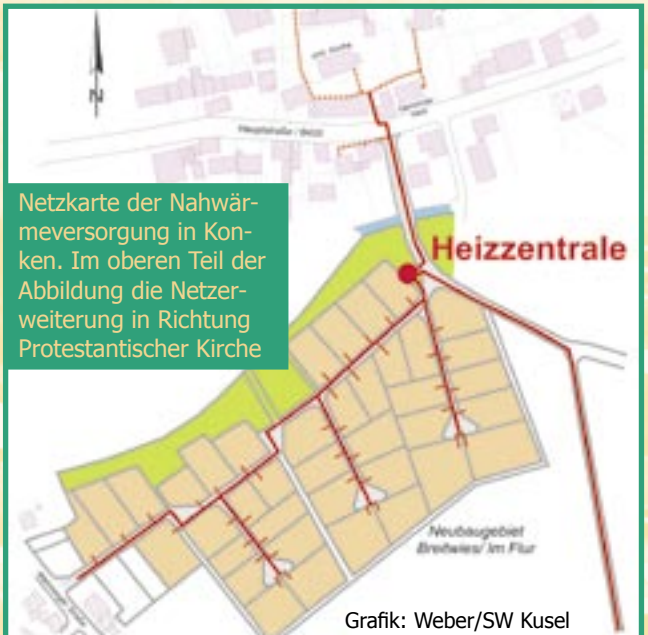 N
Netzkarte der Nahwär-
meversorgung in Kon-
ken. Im oberen Teil der
Abbildung die Netzer-
weiterung in Richtung
Protestantischer Kirche
Heizzentrale
Neubaugebiet
Breitwies/ Im Flur
Grafik: Weber/SW Kusel